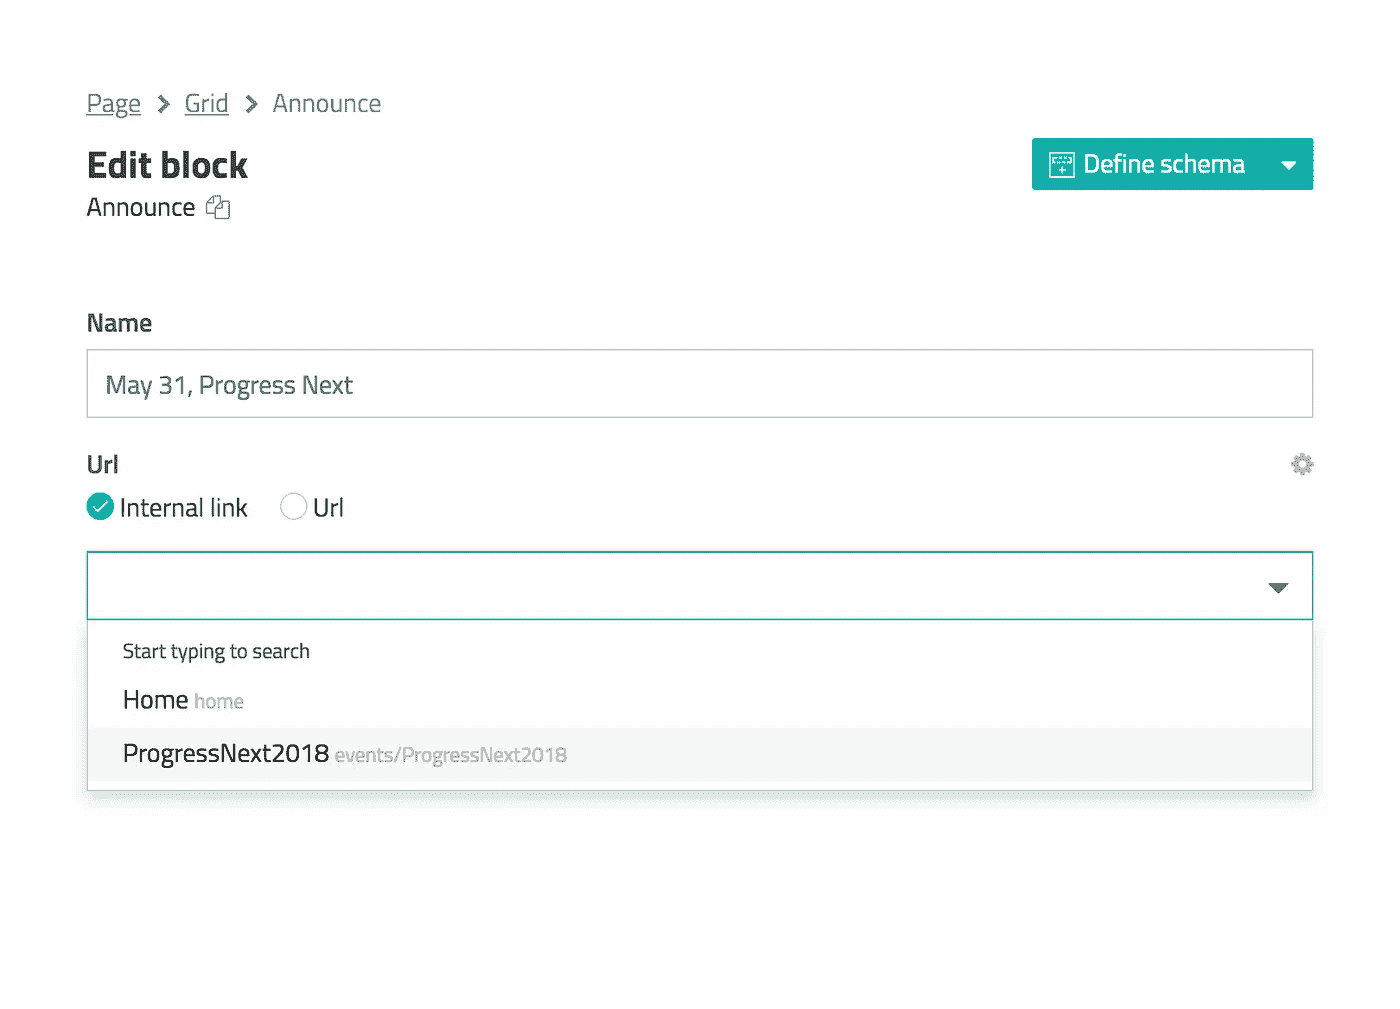 Page Grid Announce
Edit block
Define schema
Announce
Name
May 31, Progress Next
Url
Internal link Url
Start typing to search
Home home
ProgressNext2018 events/ProgressNext2018